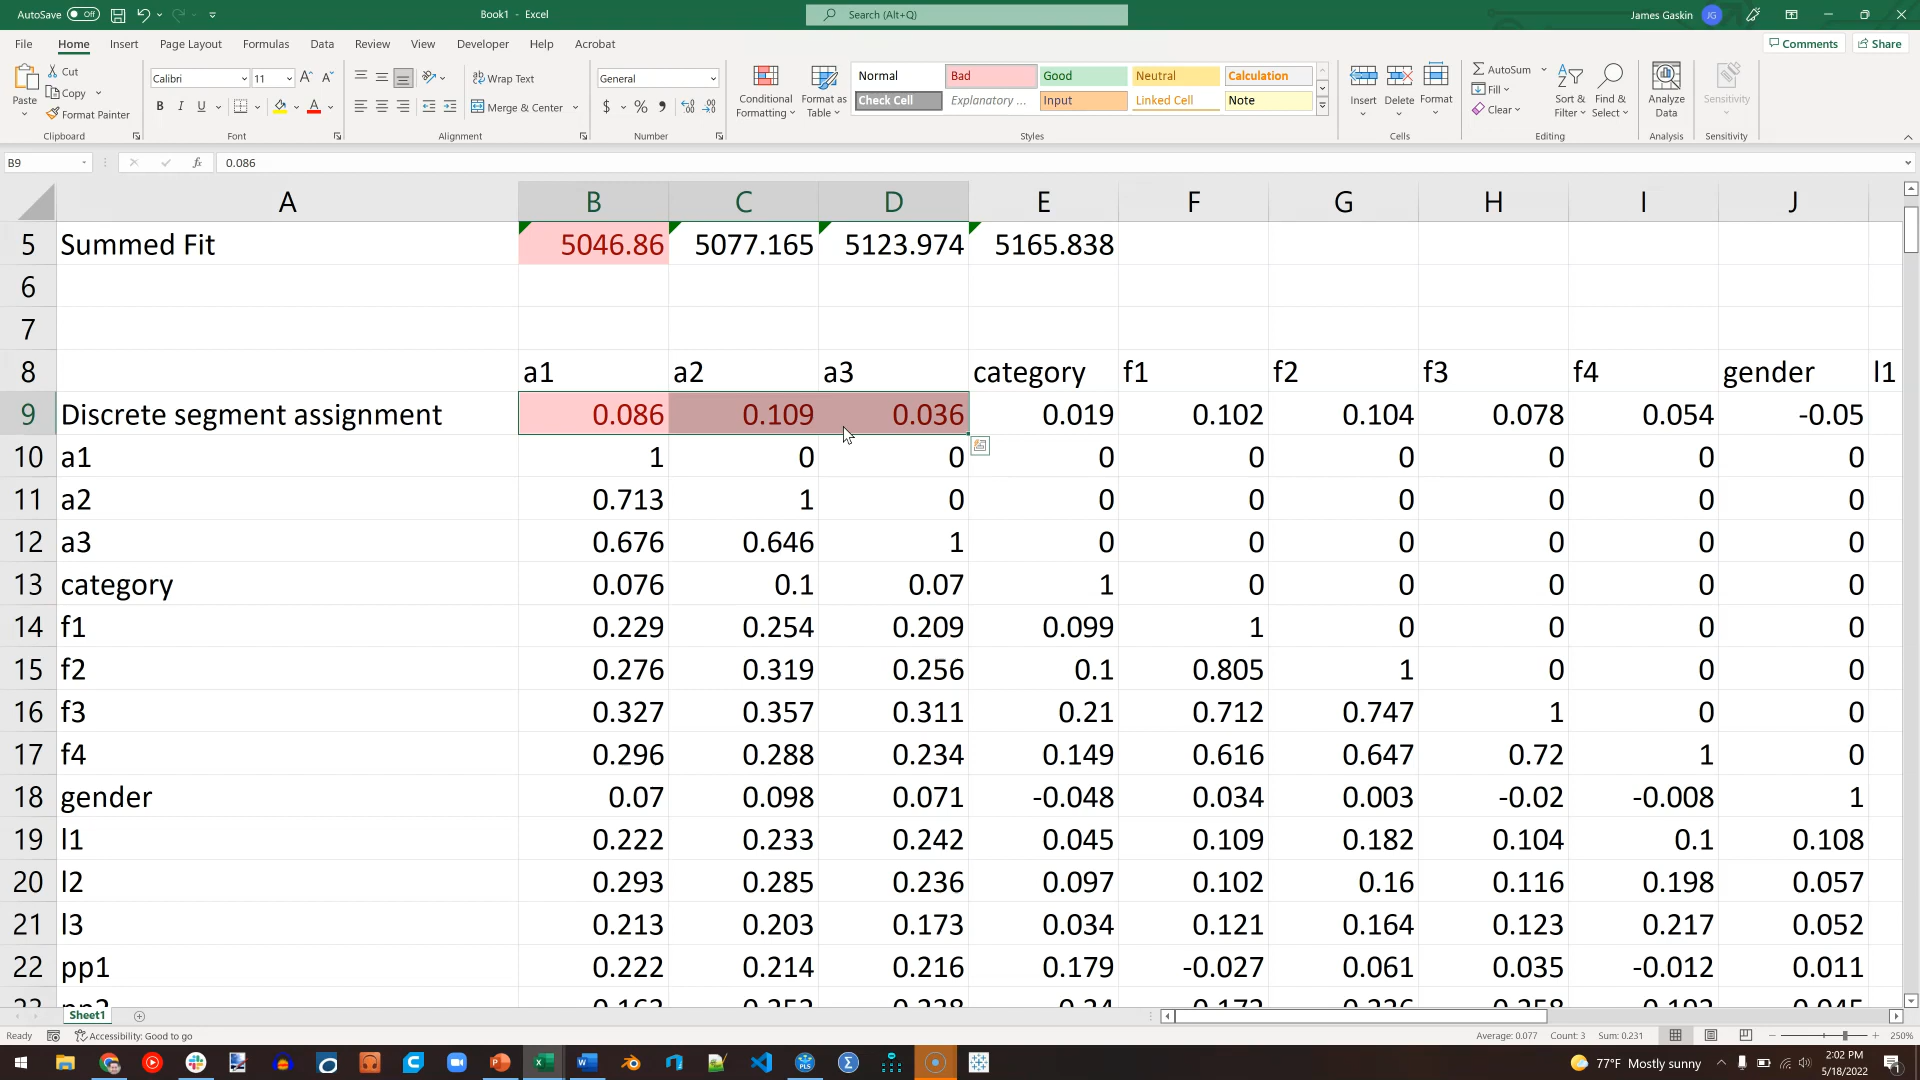 AutoSave Off Book1 - Excel Search (Alt+Q) James Gaskin JG
File Home Insert Page Layout Formulas Data Review View Developer Help Acrobat Comments Share
Paste Cut Copy Format Painter
Calibri 11
B I U
Wrap Text
Merge & Center
General
$ % ,
Conditional Formatting Format as Table
Normal Bad Good Neutral Calculation
Check Cell Explanatory ... Input Linked Cell Note
Insert Delete Format
AutoSum
Fill
Clear
Sort & Filter Find & Select Analyze Data Sensitivity
Clipboard Font Alignment Number Styles Cells Editing Analysis Sensitivity
B9 fx 0.086
A B C D E F G H I J
5 Summed Fit 5046.86 5077.165 5123.974 5165.838
6
7
8 a1 a2 a3 category f1 f2 f3 f4 gender l1
9 Discrete segment assignment 0.086 0.109 0.036 0.019 0.102 0.104 0.078 0.054 -0.05
10 a1 1 0 0 0 0 0 0 0 0
11 a2 0.713 1 0 0 0 0 0 0 0
12 a3 0.676 0.646 1 0 0 0 0 0 0
13 category 0.076 0.1 0.07 1 0 0 0 0 0
14 f1 0.229 0.254 0.209 0.099 1 0 0 0 0
15 f2 0.276 0.319 0.256 0.1 0.805 1 0 0 0
16 f3 0.327 0.357 0.311 0.21 0.712 0.747 1 0 0
17 f4 0.296 0.288 0.234 0.149 0.616 0.647 0.72 1 0
18 gender 0.07 0.098 0.071 -0.048 0.034 0.003 -0.02 -0.008 1
19 l1 0.222 0.233 0.242 0.045 0.109 0.182 0.104 0.1 0.108
20 l2 0.293 0.285 0.236 0.097 0.102 0.16 0.116 0.198 0.057
21 l3 0.213 0.203 0.173 0.034 0.121 0.164 0.123 0.217 0.052
22 pp1 0.222 0.214 0.216 0.179 -0.027 0.061 0.035 -0.012 0.011
Sheet1
Ready Accessibility: Good to go Average: 0.077 Count: 3 Sum: 0.231 250%
77°F Mostly sunny 2:02 PM
5/18/2022